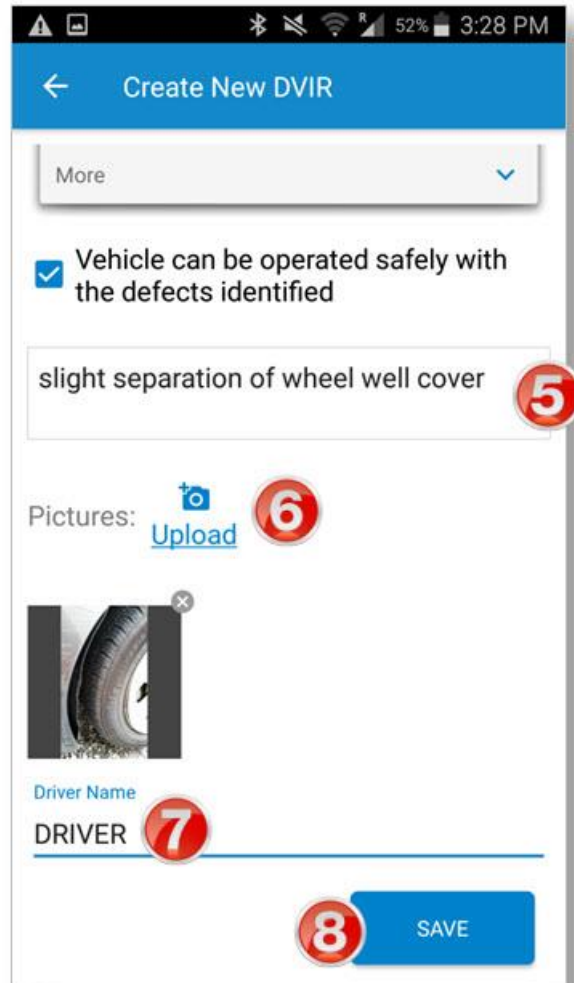 R 52% 3:28 PM
Create New DVIR
More
Vehicle can be operated safely with
the defects identified
slight separation of wheel well cover
5
Pictures:
Upload
6
Driver Name
DRIVER
7
8
SAVE